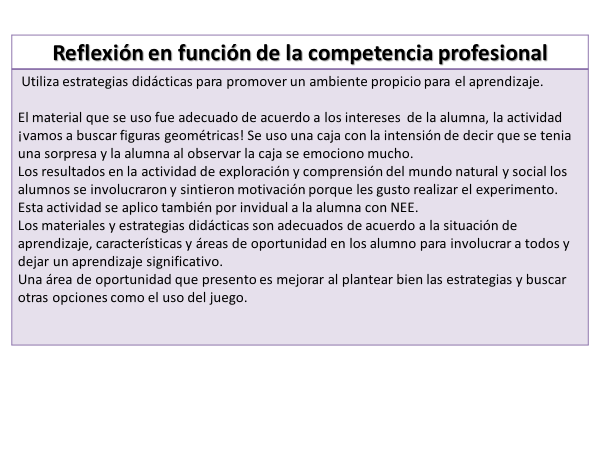 Reflexión en función de la competencia profesional
Utiliza estrategias didácticas para promover un ambiente propicio para el aprendizaje.
El material que se uso fue adecuado de acuerdo a los intereses de la alumna, la actividad
¡vamos a buscar figuras geométricas! Se uso una caja con la intensión de decir que se tenia
una sorpresa y la alumna al observar la caja se emociono mucho.
Los resultados en la actividad de exploración y comprensión del mundo natural y social los
alumnos se involucraron y sintieron motivación porque les gusto realizar el experimento.
Esta actividad se aplico también por invidual a la alumna con NEE.
Los materiales y estrategias didácticas son adecuados de acuerdo a la situación de
aprendizaje, características y áreas de oportunidad en los alumno para involucrar a todos y
dejar un aprendizaje significativo.
Una área de oportunidad que presento es mejorar al plantear bien las estrategias y buscar
otras opciones como el uso del juego.